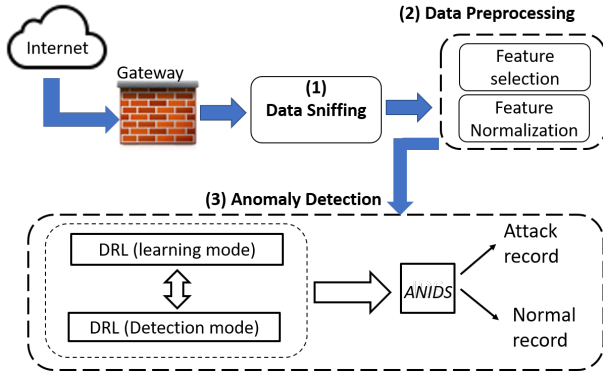 (2) Data Preprocessing
Internet
Gateway
(1)
Data Sniffing
Feature
selection
Feature
Normalization
(3) Anomaly Detection
DRL (learning mode)
DRL (Detection mode)
ANIDS
Attack
record
Normal
record